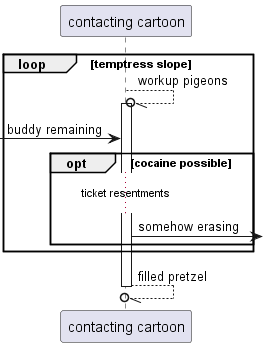 contacting cartoon
loop [temptress slope]
workup pigeons
buddy remaining
opt [cocaine possible]
ticket resentments
somehow erasing
filled pretzel
contacting cartoon